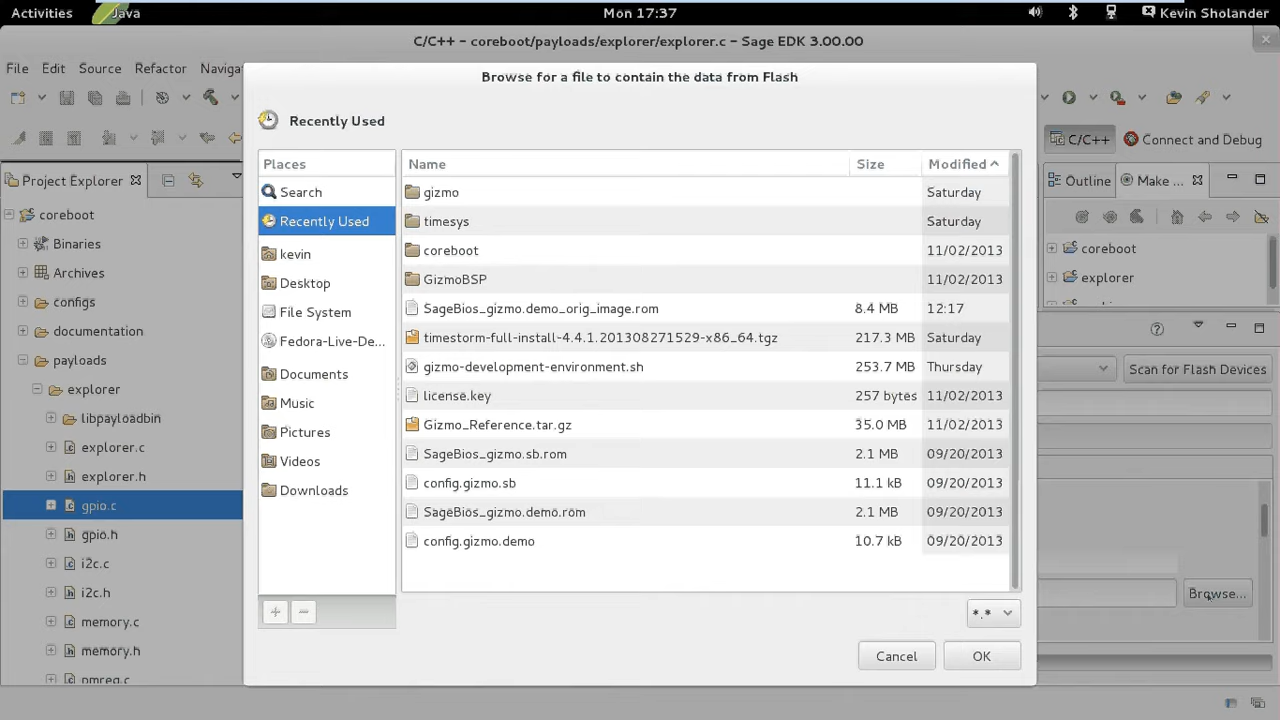 Activities Java Mon 17:37 Kevin Sholander
C/C++ - coreboot/payloads/explorer/explorer.c - Sage EDK 3.00.00
File Edit Source Refactor Naviga
Browse for a file to contain the data from Flash
Recently Used
C/C++ Connect and Debug
Project Explorer
Outline Make ...
Places
Search
Recently Used
kevin
Desktop
File System
Fedora-Live-De...
Documents
Music
Pictures
Videos
Downloads
Name Size Modified
gizmo Saturday
timesys Saturday
coreboot 11/02/2013
GizmoBSP 11/02/2013
SageBios_gizmo.demo_orig_image.rom 8.4 MB 12:17
timestorm-full-install-4.4.1.201308271529-x86_64.tgz 217.3 MB Saturday
gizmo-development-environment.sh 253.7 MB Thursday
license.key 257 bytes 11/02/2013
Gizmo_Reference.tar.gz 35.0 MB 11/02/2013
SageBios_gizmo.sb.rom 2.1 MB 09/20/2013
config.gizmo.sb 11.1 kB 09/20/2013
SageBios_gizmo.demo.rom 2.1 MB 09/20/2013
config.gizmo.demo 10.7 kB 09/20/2013
*.*
Cancel OK
coreboot
Binaries
Archives
configs
documentation
payloads
explorer
libpayloadbin
explorer.c
explorer.h
gpio.c
gpio.h
i2c.c
i2c.h
memory.c
memory.h
pmreg.c
coreboot
explorer
Scan for Flash Devices
Browse...